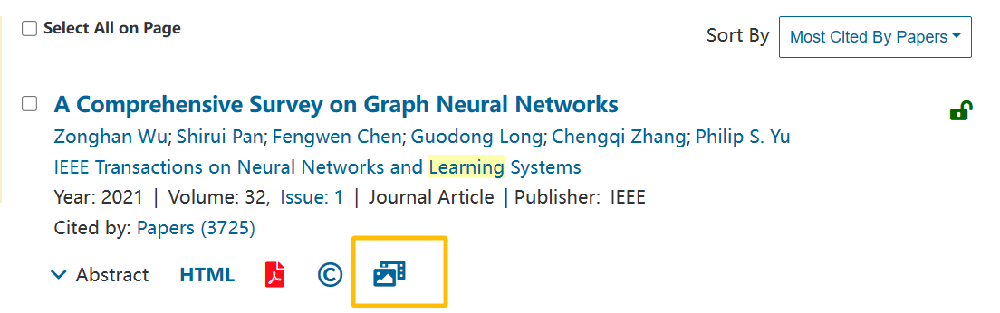 Select All on Page
Sort By Most Cited By Papers
A Comprehensive Survey on Graph Neural Networks
Zonghan Wu; Shirui Pan; Fengwen Chen; Guodong Long; Chengqi Zhang; Philip S. Yu
IEEE Transactions on Neural Networks and Learning Systems
Year: 2021 | Volume: 32, Issue: 1 | Journal Article | Publisher: IEEE
Cited by: Papers (3725)
Abstract HTML ©